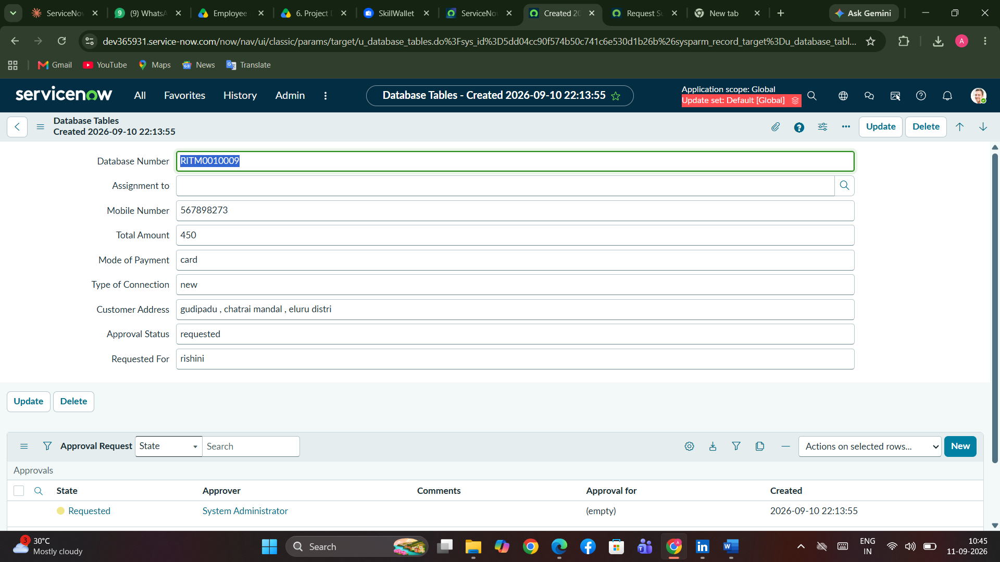 ServiceNo
(9) WhatsA
Employee
6. Project D
SkillWallet
ServiceNo
Created 20
Request Su
New tab
Ask Gemini
dev365931.service-now.com/now/nav/ui/classic/params/target/u_database_tables.do%3Fsys_id%3D5dd04cc90f574b50c741c6e530d1b26b%26sysparm_record_target%3Du_database_tabl...
A
Gmail
YouTube
Maps
News
Translate
servicenow
All
Favorites
History
Admin
Database Tables - Created 2026-09-10 22:13:55
Application scope: Global
Update set: Default [Global]
Database Tables
Created 2026-09-10 22:13:55
Update
Delete
Database Number RITM0010009
Assignment to
Mobile Number 567898273
Total Amount 450
Mode of Payment card
Type of Connection new
Customer Address gudipadu , chatrai mandal , eluru distri
Approval Status requested
Requested For rishini
Update
Delete
Approval Request State Search
Actions on selected rows...
New
Approvals
State Approver Comments Approval for Created
Requested System Administrator (empty) 2026-09-10 22:13:55
3
30°C
Mostly cloudy
Search
ENG
IN
10:45
11-09-2026